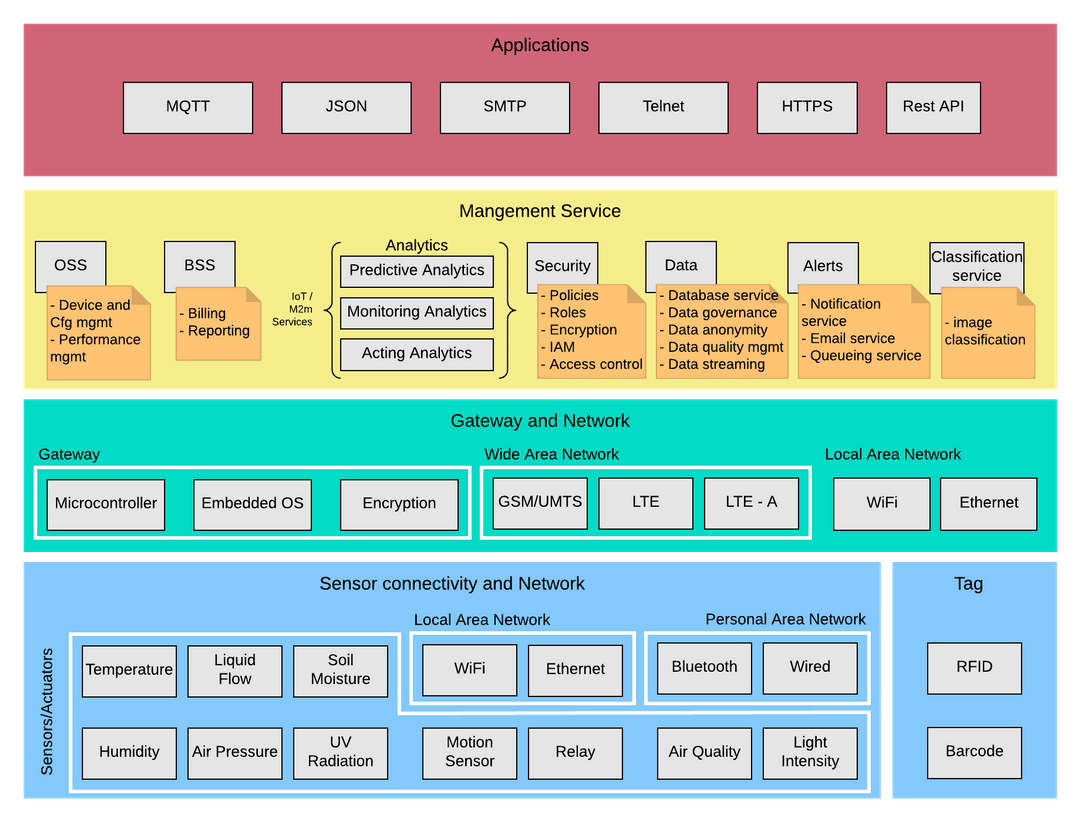 Applications
MQTT
JSON
SMTP
Telnet
HTTPS
Rest API
Mangement Service
OSS
- Device and
Cfg mgmt
- Performance
mgmt
BSS
- Billing
- Reporting
IoT /
M2m
Services
Analytics
Predictive Analytics
Monitoring Analytics
Acting Analytics
Security
- Policies
- Roles
- Encryption
- IAM
- Access control
Data
- Database service
- Data governance
- Data anonymity
- Data quality mgmt
- Data streaming
Alerts
- Notification
service
- Email service
- Queueing service
Classification
service
- image
classification
Gateway and Network
Gateway
Microcontroller
Embedded OS
Encryption
Wide Area Network
GSM/UMTS
LTE
LTE - A
Local Area Network
WiFi
Ethernet
Sensor connectivity and Network
Sensors/Actuators
Temperature
Liquid
Flow
Soil
Moisture
Local Area Network
WiFi
Ethernet
Personal Area Network
Bluetooth
Wired
Humidity
Air Pressure
UV
Radiation
Motion
Sensor
Relay
Air Quality
Light
Intensity
Tag
RFID
Barcode